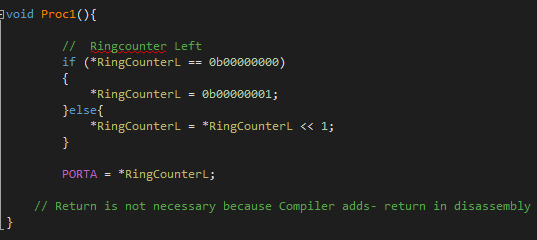 void Proc1(){
// Ringcounter Left
if (*RingCounterL == 0b00000000)
{
*RingCounterL = 0b00000001;
}else{
*RingCounterL = *RingCounterL << 1;
}
PORTA = *RingCounterL;
// Return is not necessary because Compiler adds- return in disassembly
}